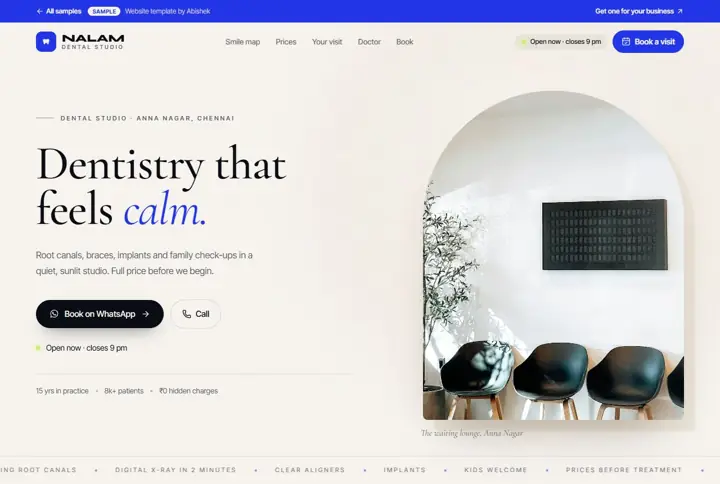 All samples
SAMPLE
Website template by Abishek
Get one for your business
NALAM
DENTAL STUDIO
Smile map
Prices
Your visit
Doctor
Book
Open now · closes 9 pm
Book a visit
DENTAL STUDIO · ANNA NAGAR, CHENNAI
Dentistry that
feels calm.
Root canals, braces, implants and family check-ups in a
quiet, sunlit studio. Full price before we begin.
Book on WhatsApp
Call
Open now · closes 9 pm
15 yrs in practice • 8k+ patients • ₹0 hidden charges
The waiting lounge, Anna Nagar
ROOT CANALS • DIGITAL X-RAY IN 2 MINUTES • CLEAR ALIGNERS • IMPLANTS • KIDS WELCOME • PRICES BEFORE TREATMENT •